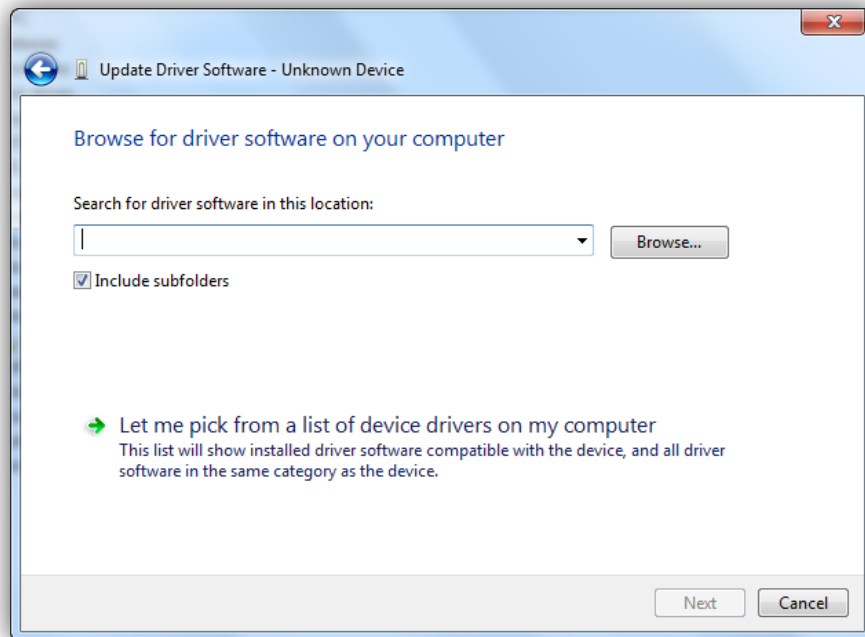 Update Driver Software - Unknown Device
Browse for driver software on your computer
Search for driver software in this location:
Browse...
Include subfolders
Let me pick from a list of device drivers on my computer
This list will show installed driver software compatible with the device, and all driver
software in the same category as the device.
Next
Cancel